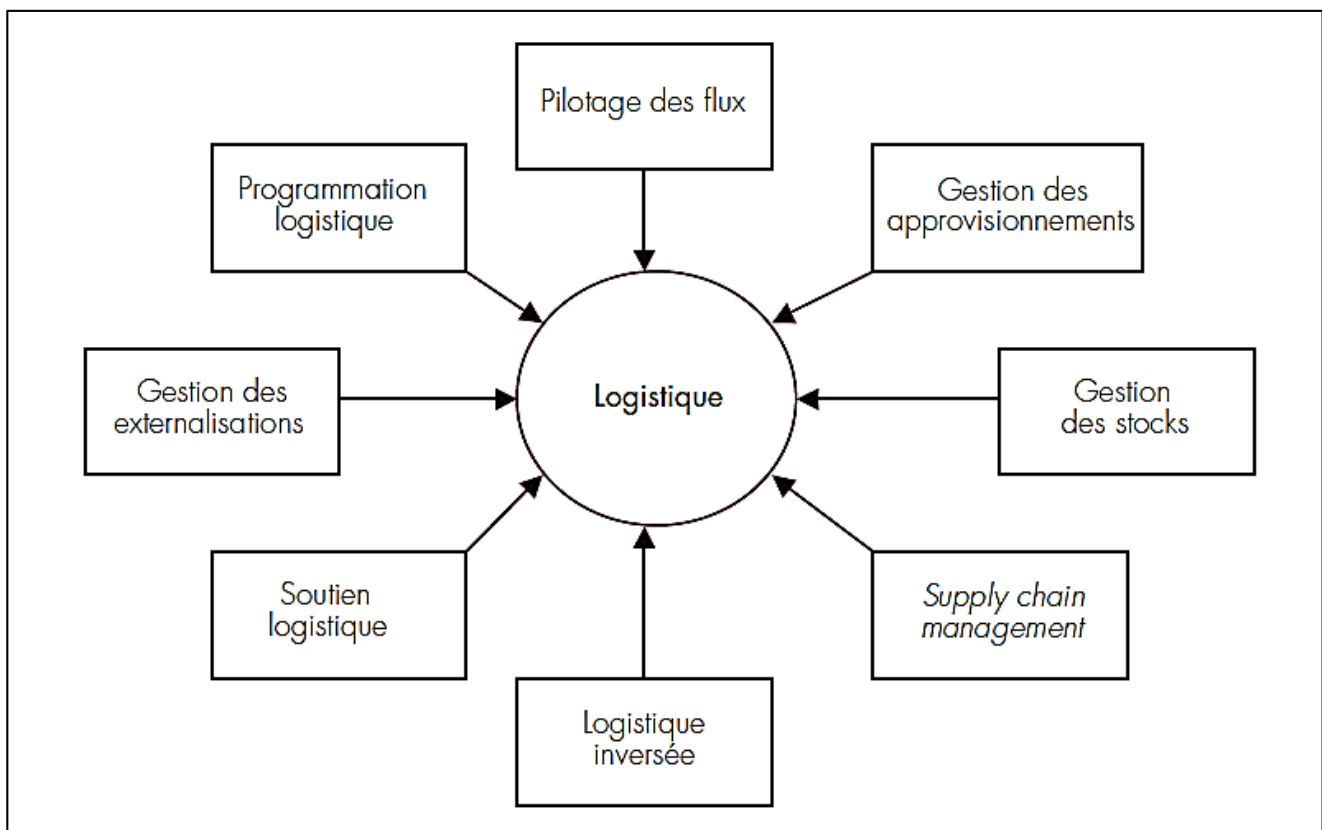 Pilotage des flux
Programmation
logistique
Gestion des
approvisionnements
Gestion des
externalisations
Logistique
Gestion
des stocks
Soutien
logistique
Supply chain
management
Logistique
inversée